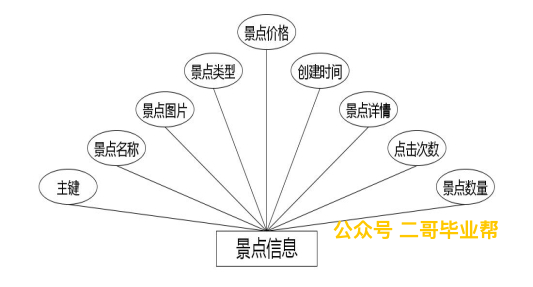 景点价格
景点类型
创建时间
景点图片
景点详情
景点名称
点击次数
主键
景点数量
公众号 二哥毕业帮
景点信息